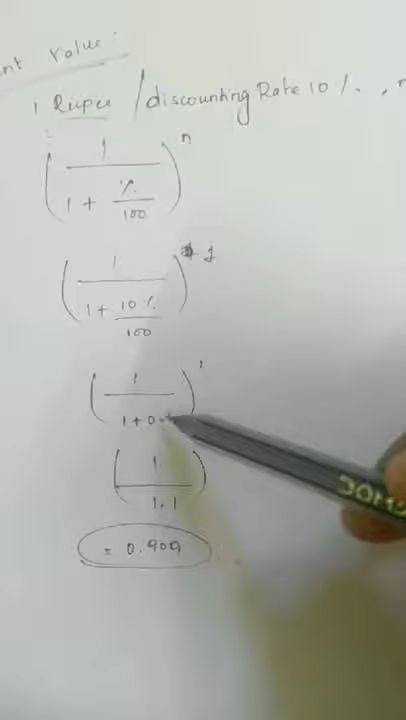 nt Value:
1 Rupee / discounting Rate 10%. , n
( 1 / 1 + % / 100 ) n
( 1 / 1 + 10% / 100 ) 1
( 1 / 1 + 0. ) 1
( 1 / 1.1 )
= 0.909